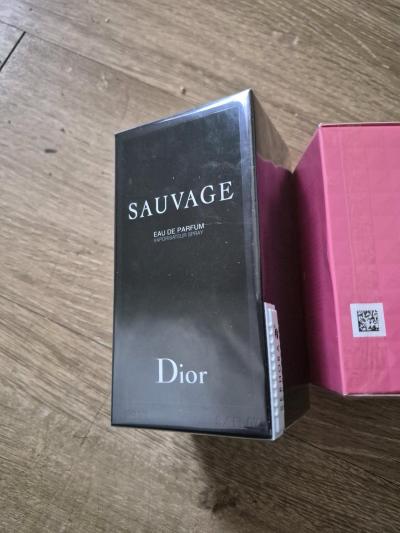 SAUVAGE
EAU DE PARFUM
VAPORISATEUR SPRAY
Dior